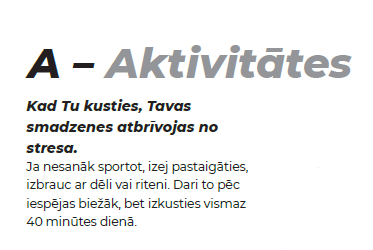 A – Aktivitātes
Kad Tu kusties, Tavas
smadzenes atbrīvojas no
stresa.
Ja nesanāk sportot, izej pastaigāties,
izbrauc ar dēli vai riteni. Dari to pēc
iespējas biežāk, bet izkusties vismaz
40 minūtes dienā.